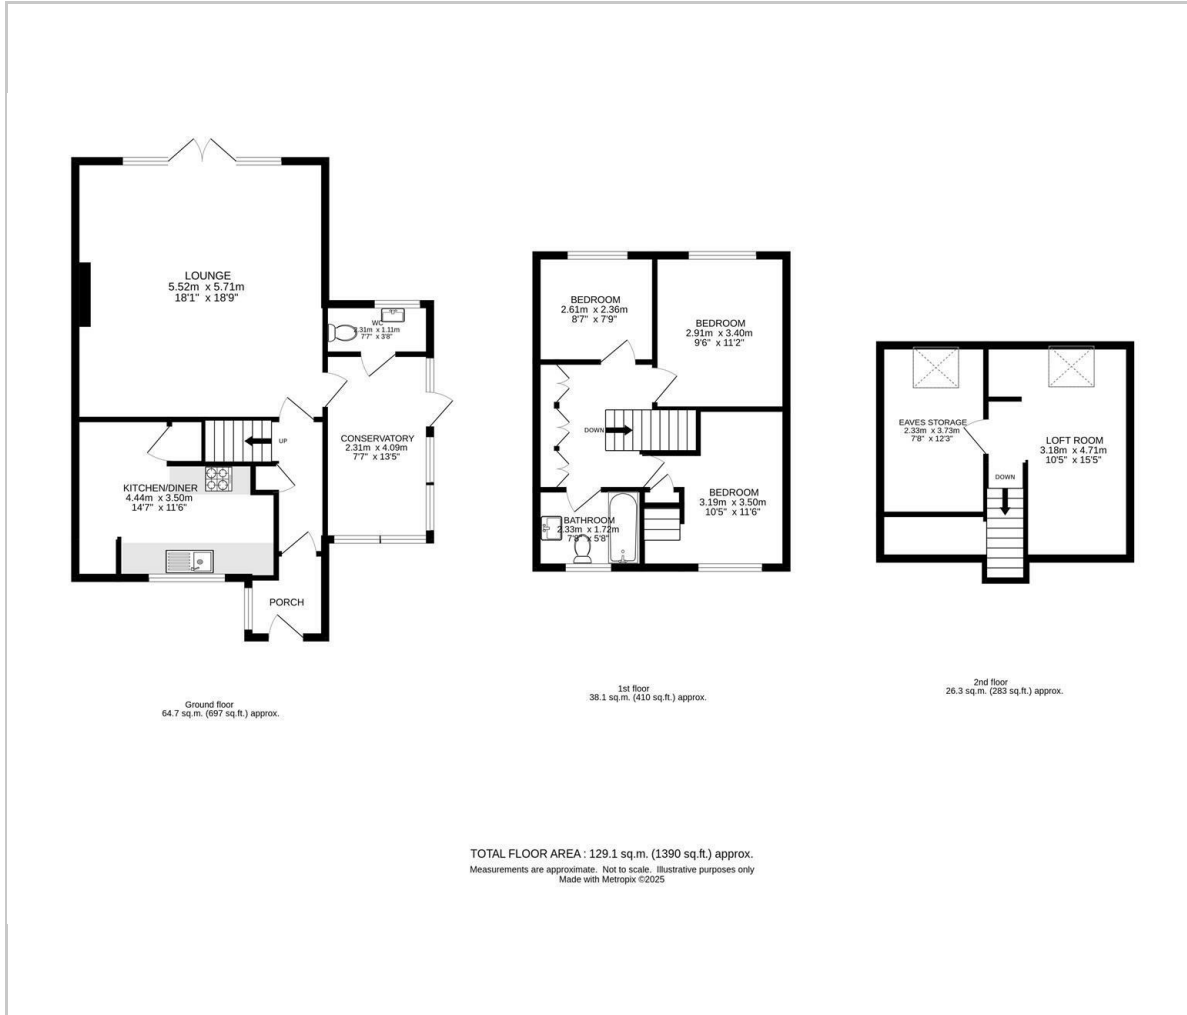 LOUNGE
5.52m x 5.71m
18'1" x 18'9"
WC
2.31m x 1.11m
7'7" x 3'8"
CONSERVATORY
2.31m x 4.09m
7'7" x 13'5"
UP
KITCHEN/DINER
4.44m x 3.50m
14'7" x 11'6"
PORCH
Ground floor
64.7 sq.m. (697 sq.ft.) approx.
BEDROOM
2.61m x 2.36m
8'7" x 7'9"
BEDROOM
2.91m x 3.40m
9'6" x 11'2"
DOWN
BEDROOM
3.19m x 3.50m
10'5" x 11'6"
BATHROOM
2.33m x 1.72m
7'8" x 5'8"
1st floor
38.1 sq.m. (410 sq.ft.) approx.
EAVES STORAGE
2.33m x 3.73m
7'8" x 12'3"
LOFT ROOM
3.18m x 4.71m
10'5" x 15'5"
DOWN
2nd floor
26.3 sq.m. (283 sq.ft.) approx.
TOTAL FLOOR AREA : 129.1 sq.m. (1390 sq.ft.) approx.
Measurements are approximate. Not to scale. Illustrative purposes only
Made with Metropix ©2025